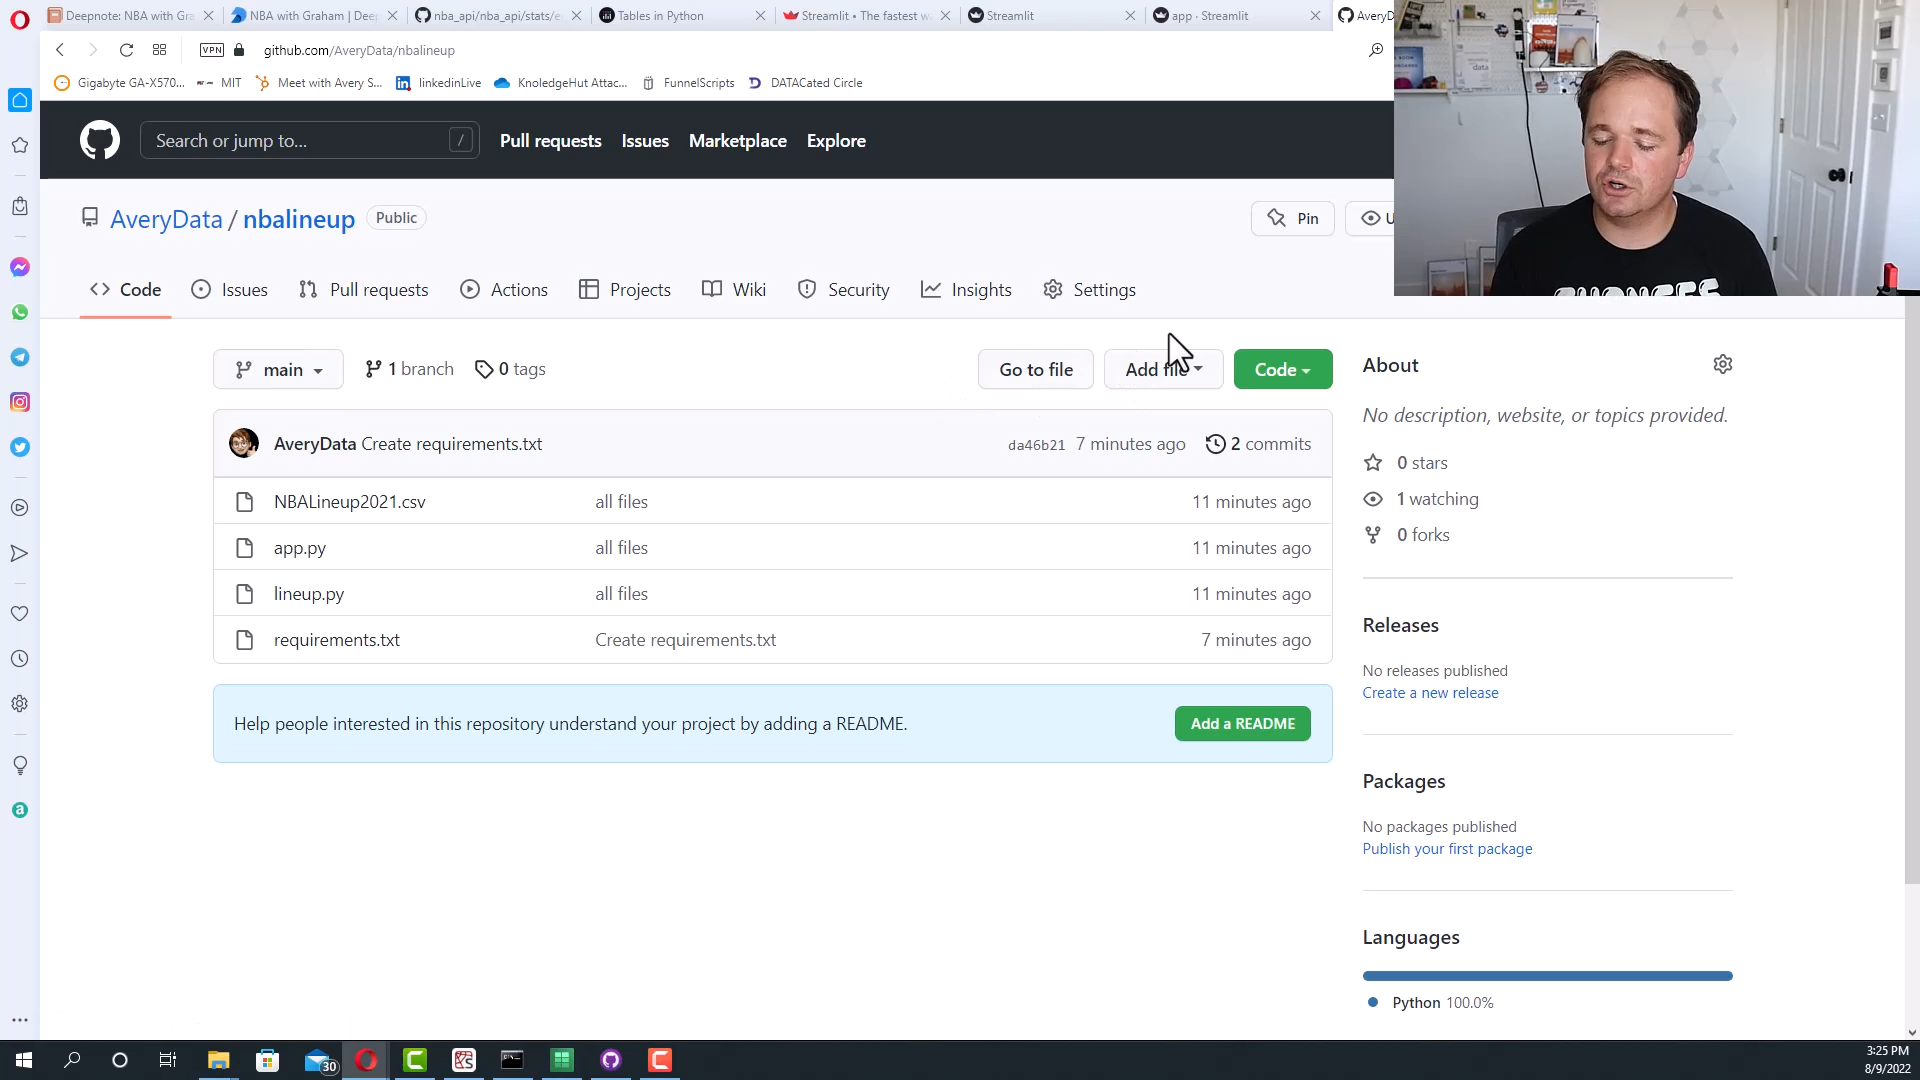 Deepnote: NBA with Gra
NBA with Graham | Deep
nba_api/nba_api/stats/e
Tables in Python
Streamlit • The fastest w
Streamlit
app · Streamlit
AveryD
VPN
github.com/AveryData/nbalineup
Gigabyte GA-X570...
MIT
Meet with Avery S...
linkedinLive
KnoledgeHut Attac...
FunnelScripts
DATACated Circle
Search or jump to...
/
Pull requests
Issues
Marketplace
Explore
AveryData / nbalineup
Public
Pin
U
Code
Issues
Pull requests
Actions
Projects
Wiki
Security
Insights
Settings
main
1 branch
0 tags
Go to file
Add file
Code
AveryData Create requirements.txt
da46b21 7 minutes ago
2 commits
NBALineup2021.csv
all files
11 minutes ago
app.py
all files
11 minutes ago
lineup.py
all files
11 minutes ago
requirements.txt
Create requirements.txt
7 minutes ago
Help people interested in this repository understand your project by adding a README.
Add a README
About
No description, website, or topics provided.
0 stars
1 watching
0 forks
Releases
No releases published
Create a new release
Packages
No packages published
Publish your first package
Languages
Python 100.0%
30
3:25 PM
8/9/2022